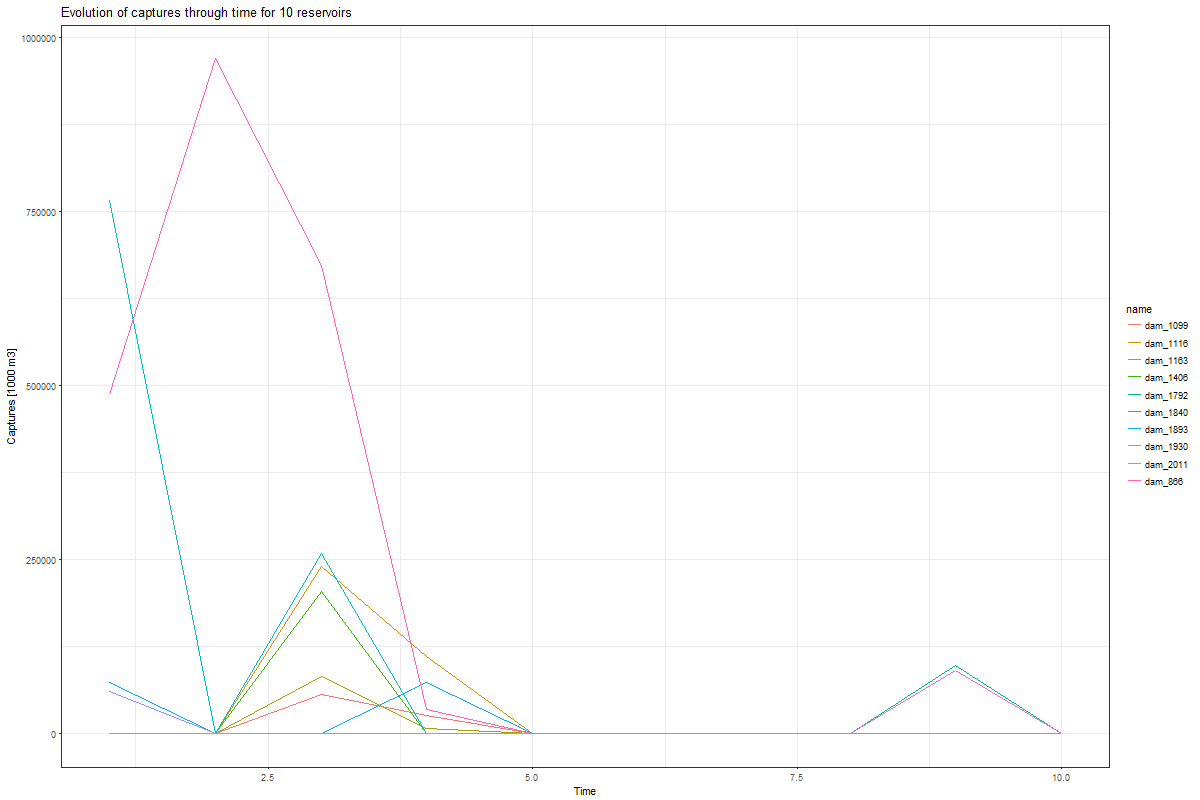 Evolution of captures through time for 10 reservoirs
1000000
750000
500000
250000
0
Captures [1000 m3]
2.5
5.0
7.5
10.0
Time
name
dam_1099
dam_1116
dam_1163
dam_1406
dam_1792
dam_1840
dam_1893
dam_1930
dam_2011
dam_866